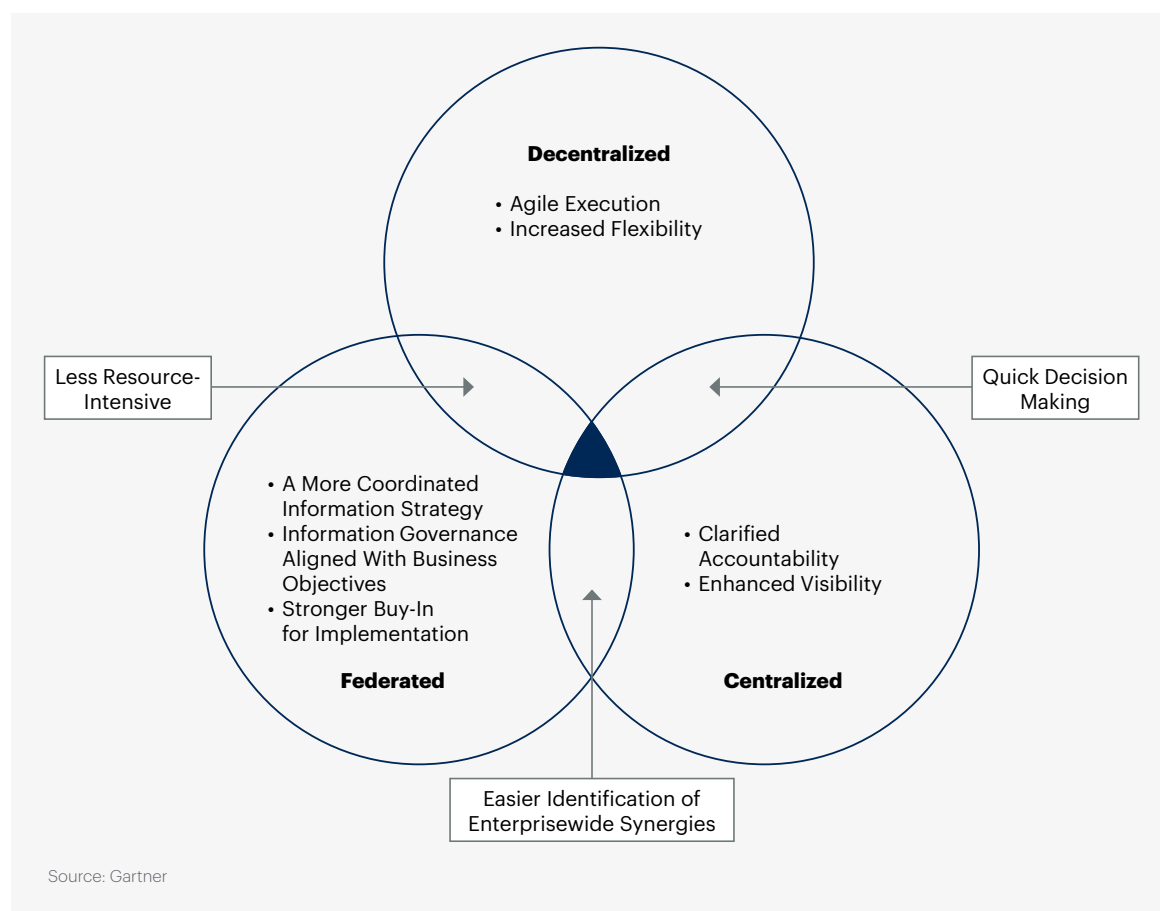 Decentralized
• Agile Execution
• Increased Flexibility
Less Resource-
Intensive
Quick Decision
Making
• A More Coordinated
Information Strategy
• Information Governance
Aligned With Business
Objectives
• Stronger Buy-In
for Implementation
Federated
• Clarified
Accountability
• Enhanced Visibility
Centralized
Easier Identification of
Enterprisewide Synergies
Source: Gartner